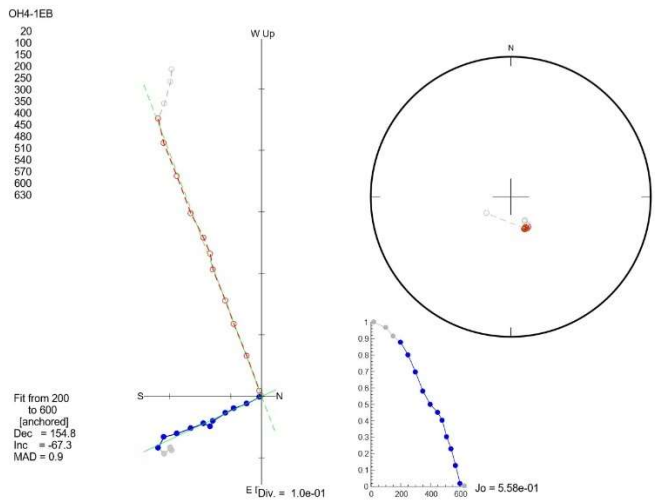 OH4-1EB
20
100
150
200
250
300
350
400
450
480
510
540
570
600
630
W Up
S
N
Fit from 200
to 600
[anchored]
Dec = 154.8
Inc = -67.3
MAD = 0.9
Div. = 1.0e-01
N
1
0.9
0.8
0.7
0.6
0.5
0.4
0.3
0.2
0.1
0
0 200 400 600
Jo = 5.58e-01